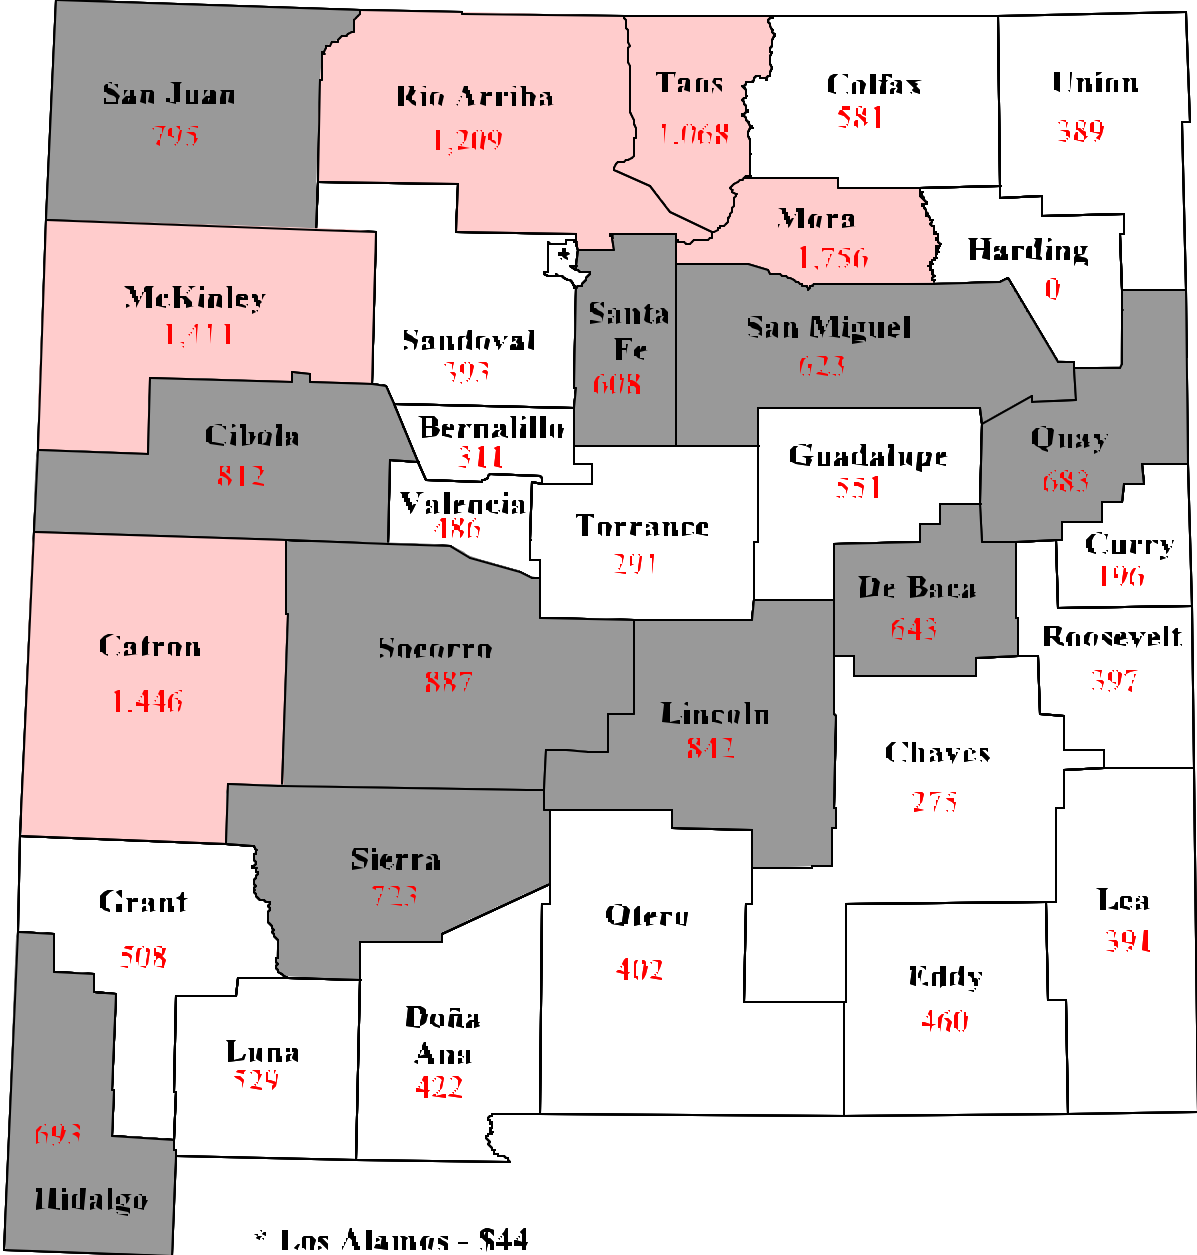 San Juan
795
Rio Arriba
1,209
Taos
1.068
Colfax
581
Union
389
Mora
1,756
Harding
0
McKinley
1,411
Sandoval
393
*
Santa
Fe
608
San Miguel
623
Cibola
812
Bernalillo
311
Valencia
486
Torrance
291
Guadalupe
551
Quay
683
Curry
196
De Baca
643
Roosevelt
397
Catron
1.446
Socorro
887
Lincoln
842
Chaves
275
Sierra
723
Grant
508
Otero
402
Lea
391
Eddy
460
Doña
Ana
422
Luna
529
693
Hidalgo
* Los Alamos - $44